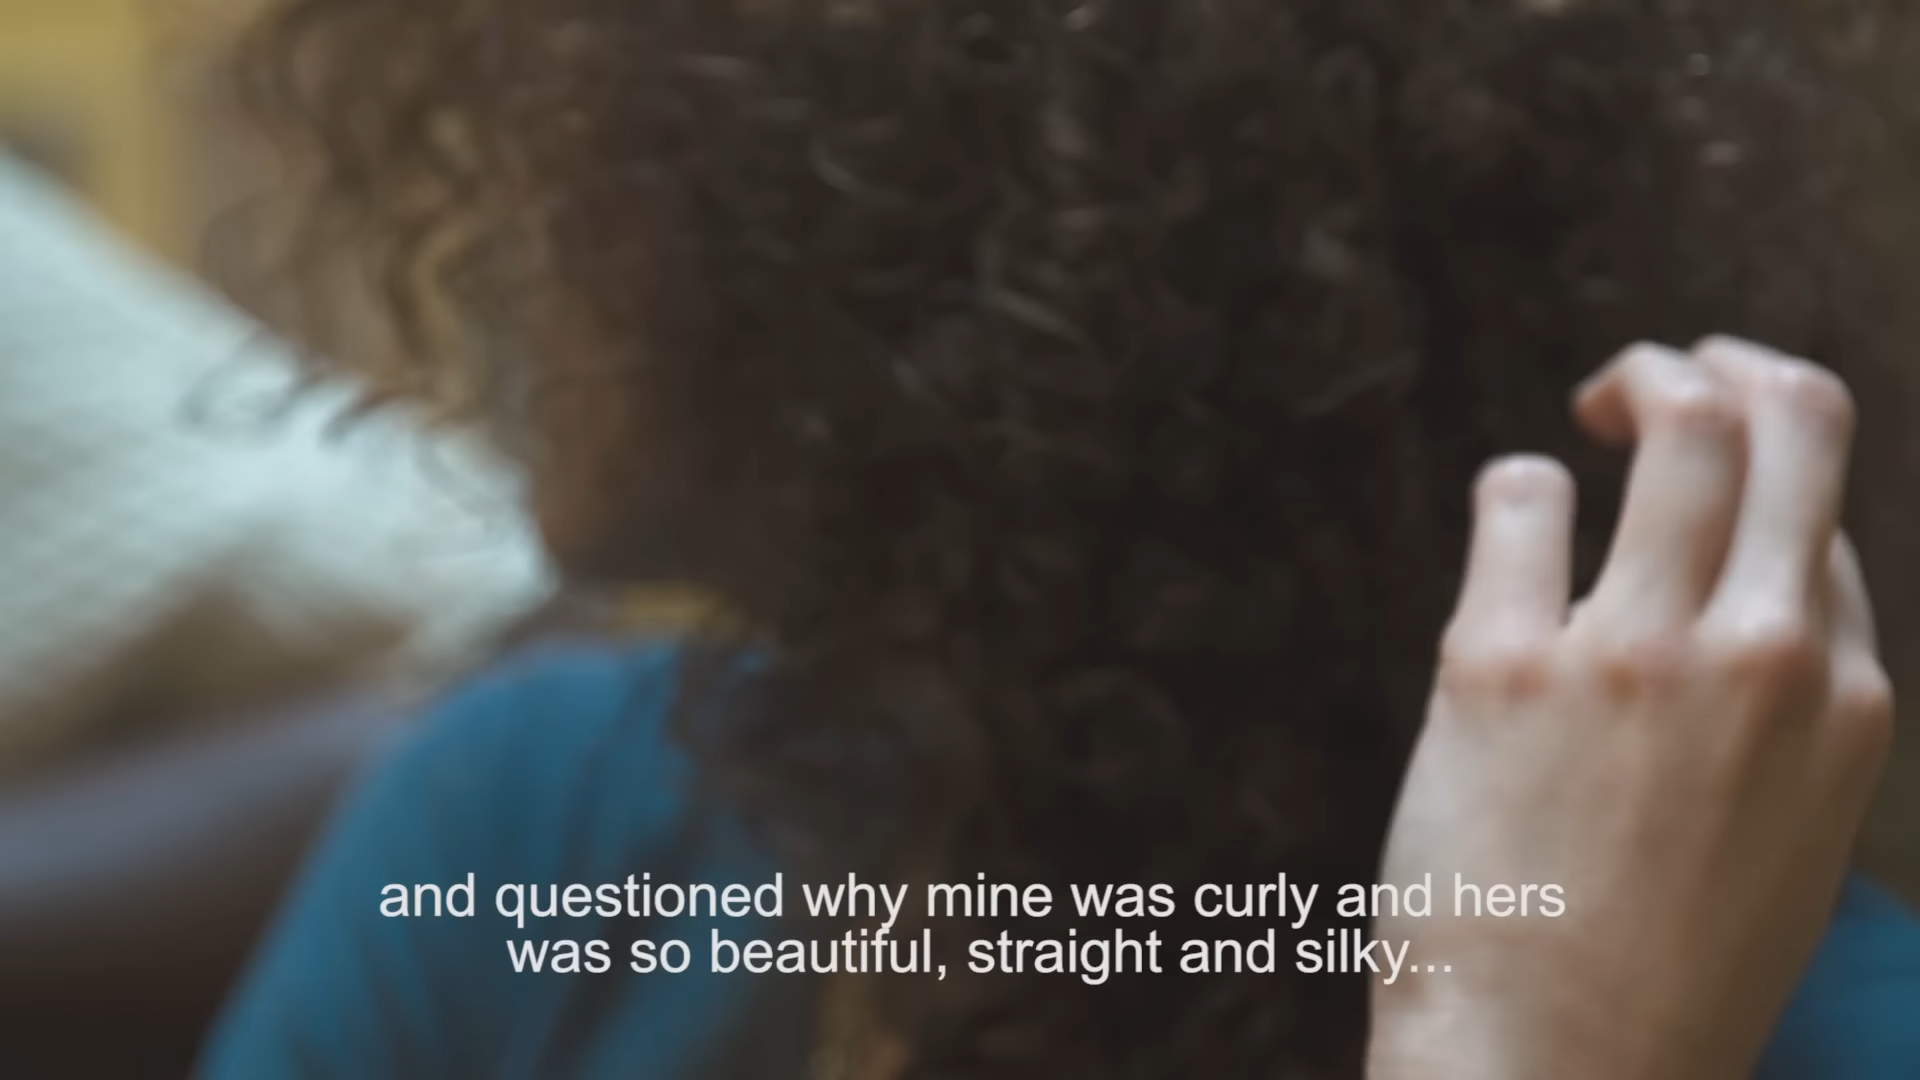 and questioned why mine was curly and hers
was so beautiful, straight and silky...